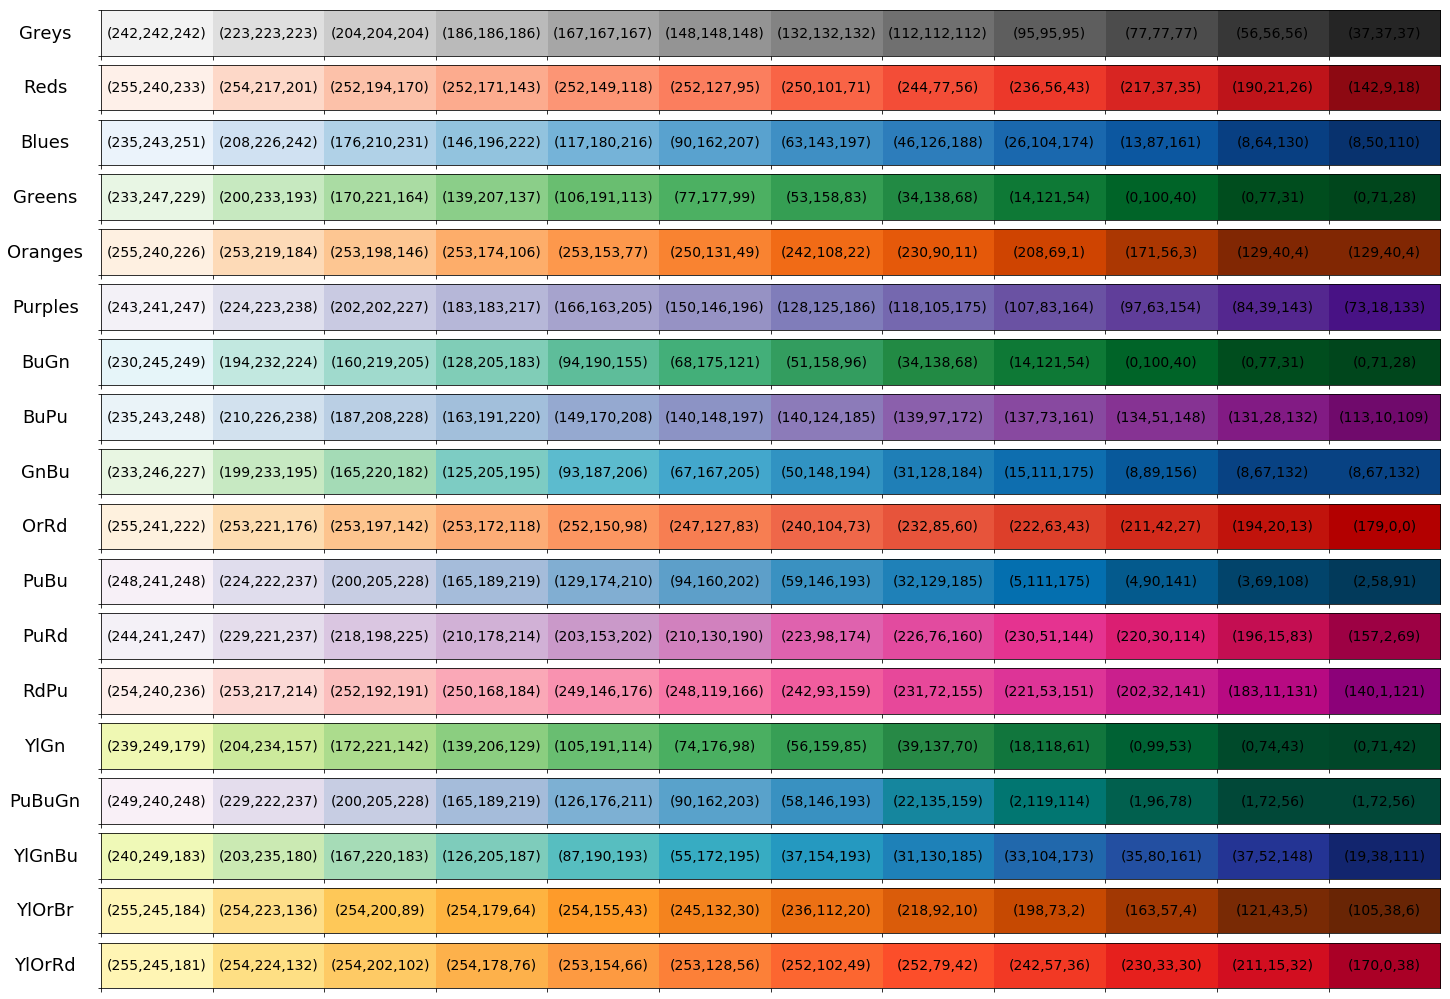 Greys (242,242,242) (223,223,223) (204,204,204) (186,186,186) (167,167,167) (148,148,148) (132,132,132) (112,112,112) (95,95,95) (77,77,77) (56,56,56) (37,37,37)
Reds (255,240,233) (254,217,201) (252,194,170) (252,171,143) (252,149,118) (252,127,95) (250,101,71) (244,77,56) (236,56,43) (217,37,35) (190,21,26) (142,9,18)
Blues (235,243,251) (208,226,242) (176,210,231) (146,196,222) (117,180,216) (90,162,207) (63,143,197) (46,126,188) (26,104,174) (13,87,161) (8,64,130) (8,50,110)
Greens (233,247,229) (200,233,193) (170,221,164) (139,207,137) (106,191,113) (77,177,99) (53,158,83) (34,138,68) (14,121,54) (0,100,40) (0,77,31) (0,71,28)
Oranges (255,240,226) (253,219,184) (253,198,146) (253,174,106) (253,153,77) (250,131,49) (242,108,22) (230,90,11) (208,69,1) (171,56,3) (129,40,4) (129,40,4)
Purples (243,241,247) (224,223,238) (202,202,227) (183,183,217) (166,163,205) (150,146,196) (128,125,186) (118,105,175) (107,83,164) (97,63,154) (84,39,143) (73,18,133)
BuGn (230,245,249) (194,232,224) (160,219,205) (128,205,183) (94,190,155) (68,175,121) (51,158,96) (34,138,68) (14,121,54) (0,100,40) (0,77,31) (0,71,28)
BuPu (235,243,248) (210,226,238) (187,208,228) (163,191,220) (149,170,208) (140,148,197) (140,124,185) (139,97,172) (137,73,161) (134,51,148) (131,28,132) (113,10,109)
GnBu (233,246,227) (199,233,195) (165,220,182) (125,205,195) (93,187,206) (67,167,205) (50,148,194) (31,128,184) (15,111,175) (8,89,156) (8,67,132) (8,67,132)
OrRd (255,241,222) (253,221,176) (253,197,142) (253,172,118) (252,150,98) (247,127,83) (240,104,73) (232,85,60) (222,63,43) (211,42,27) (194,20,13) (179,0,0)
PuBu (248,241,248) (224,222,237) (200,205,228) (165,189,219) (129,174,210) (94,160,202) (59,146,193) (32,129,185) (5,111,175) (4,90,141) (3,69,108) (2,58,91)
PuRd (244,241,247) (229,221,237) (218,198,225) (210,178,214) (203,153,202) (210,130,190) (223,98,174) (226,76,160) (230,51,144) (220,30,114) (196,15,83) (157,2,69)
RdPu (254,240,236) (253,217,214) (252,192,191) (250,168,184) (249,146,176) (248,119,166) (242,93,159) (231,72,155) (221,53,151) (202,32,141) (183,11,131) (140,1,121)
YlGn (239,249,179) (204,234,157) (172,221,142) (139,206,129) (105,191,114) (74,176,98) (56,159,85) (39,137,70) (18,118,61) (0,99,53) (0,74,43) (0,71,42)
PuBuGn (249,240,248) (229,222,237) (200,205,228) (165,189,219) (126,176,211) (90,162,203) (58,146,193) (22,135,159) (2,119,114) (1,96,78) (1,72,56) (1,72,56)
YlGnBu (240,249,183) (203,235,180) (167,220,183) (126,205,187) (87,190,193) (55,172,195) (37,154,193) (31,130,185) (33,104,173) (35,80,161) (37,52,148) (19,38,111)
YlOrBr (255,245,184) (254,223,136) (254,200,89) (254,179,64) (254,155,43) (245,132,30) (236,112,20) (218,92,10) (198,73,2) (163,57,4) (121,43,5) (105,38,6)
YlOrRd (255,245,181) (254,224,132) (254,202,102) (254,178,76) (253,154,66) (253,128,56) (252,102,49) (252,79,42) (242,57,36) (230,33,30) (211,15,32) (170,0,38)